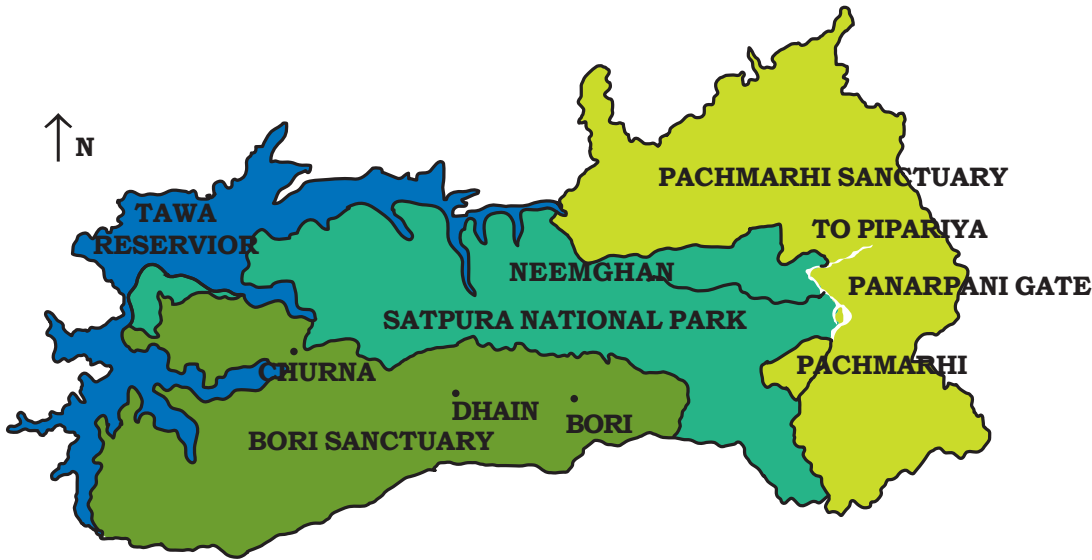 N
PACHMARHI SANCTUARY
TAWA
RESERVIOR
TO PIPARIYA
NEEMGHAN
PANARPANI GATE
SATPURA NATIONAL PARK
CHURNA
PACHMARHI
DHAIN
BORI
BORI SANCTUARY